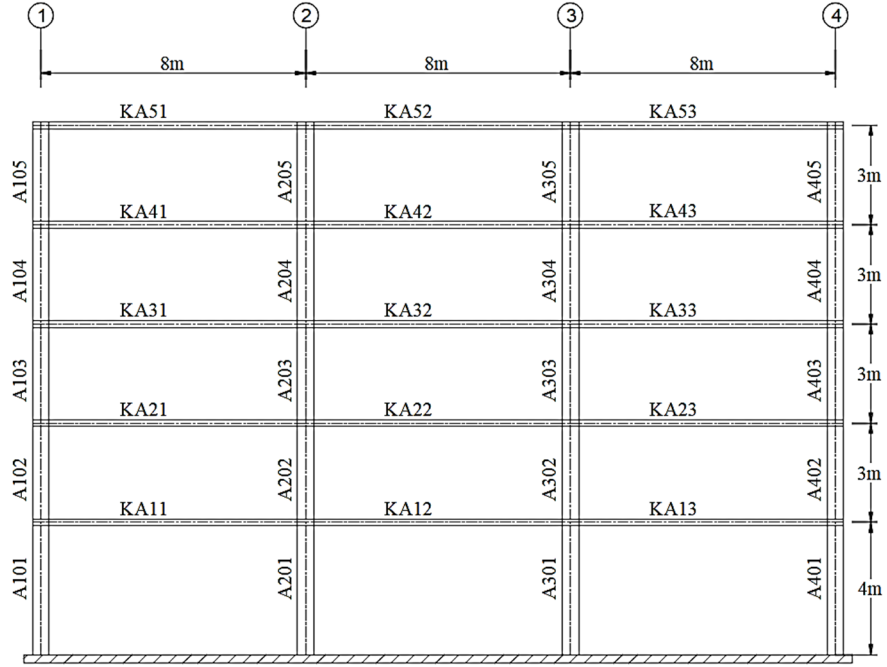 1 2 3 4
8m 8m 8m
KA51 KA52 KA53
A105 A205 A305 A405 3m
KA41 KA42 KA43
A104 A204 A304 A404 3m
KA31 KA32 KA33
A103 A203 A303 A403 3m
KA21 KA22 KA23
A102 A202 A302 A402 3m
KA11 KA12 KA13
A101 A201 A301 A401 4m